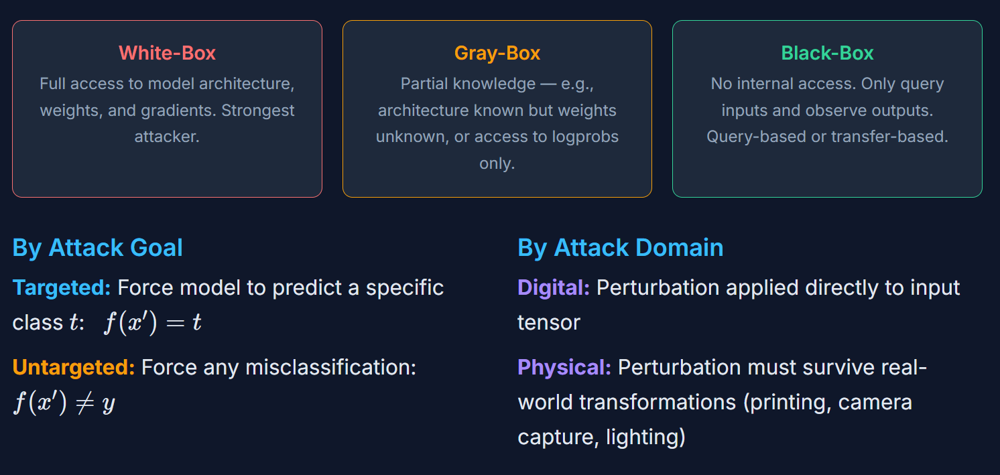 White-Box
Full access to model architecture,
weights, and gradients. Strongest
attacker.
Gray-Box
Partial knowledge — e.g.,
architecture known but weights
unknown, or access to logprobs
only.
Black-Box
No internal access. Only query
inputs and observe outputs.
Query-based or transfer-based.
By Attack Goal
Targeted: Force model to predict a specific
class t: f(x′) = t
Untargeted: Force any misclassification:
f(x′) ≠ y
By Attack Domain
Digital: Perturbation applied directly to input
tensor
Physical: Perturbation must survive real-
world transformations (printing, camera
capture, lighting)